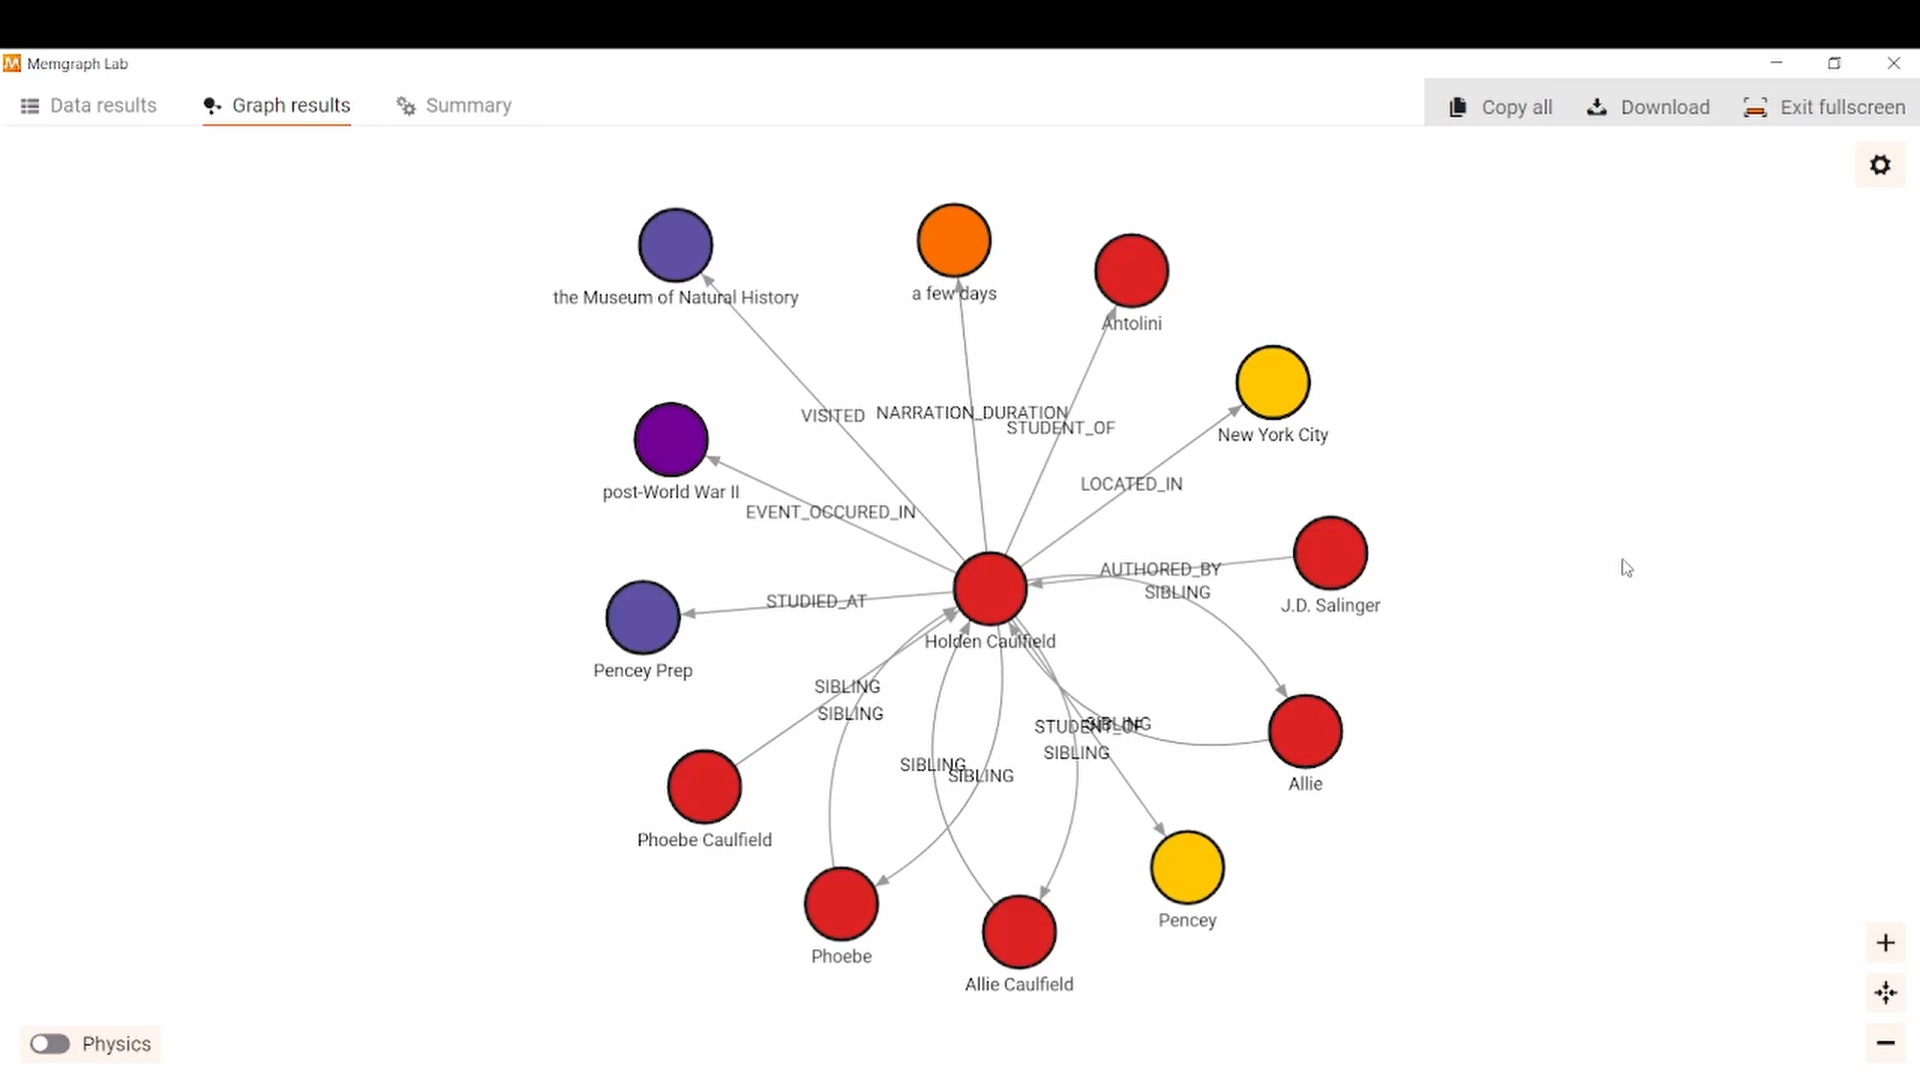 Memgraph Lab
Data results
Graph results
Summary
Copy all
Download
Exit fullscreen
the Museum of Natural History
a few days
Antolini
New York City
VISITED
NARRATION_DURATION
STUDENT_OF
LOCATED_IN
post-World War II
EVENT_OCCURED_IN
AUTHORED_BY
SIBLING
J.D. Salinger
STUDIED_AT
Holden Caulfield
Pencey Prep
SIBLING
SIBLING
STUDENT_OF
SIBLING
SIBLING
SIBLING
SIBLING
Allie
Phoebe Caulfield
Pencey
Phoebe
Allie Caulfield
Physics